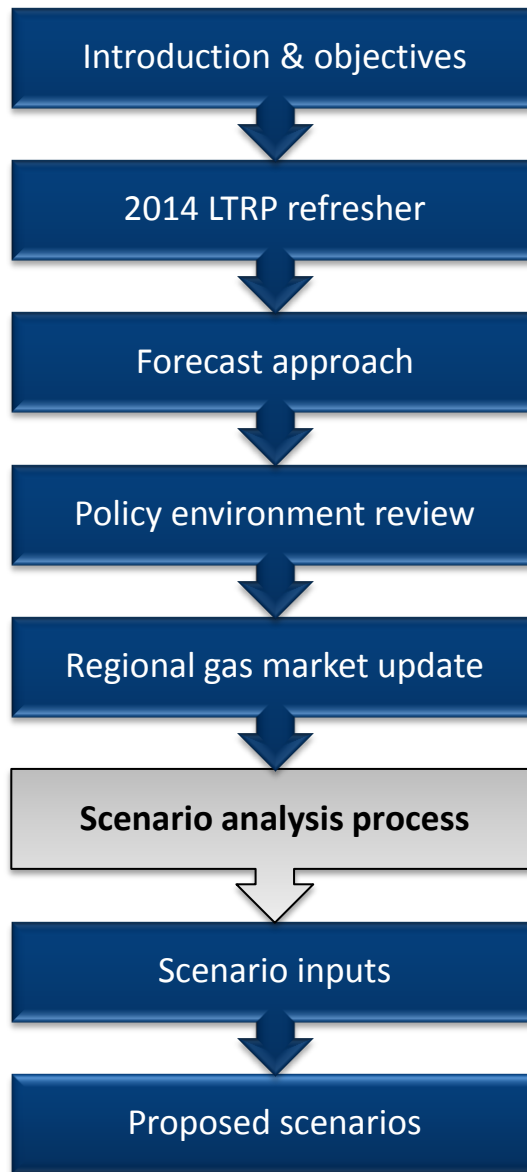 Introduction & objectives
2014 LTRP refresher
Forecast approach
Policy environment review
Regional gas market update
Scenario analysis process
Scenario inputs
Proposed scenarios